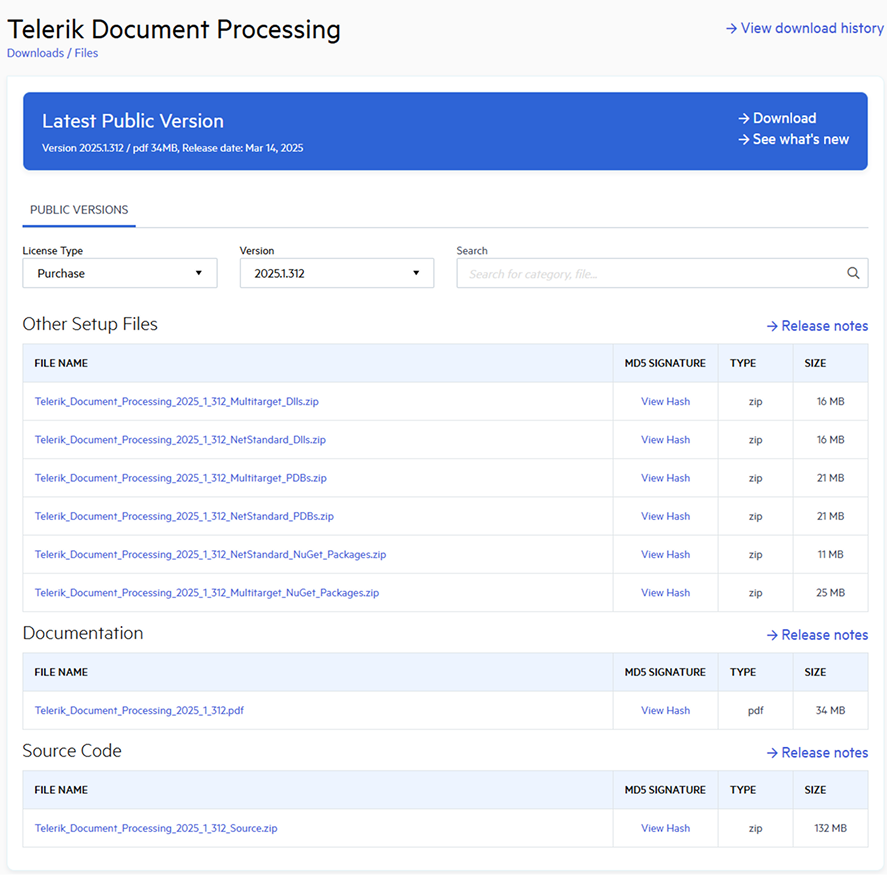 Telerik Document Processing
→ View download history
Downloads / Files
Latest Public Version
Version 2025.1.312 / pdf 34MB, Release date: Mar 14, 2025
→ Download
→ See what's new
PUBLIC VERSIONS
License Type
Purchase
Version
2025.1.312
Search
Search for category, file...
Other Setup Files
→ Release notes
FILE NAME MD5 SIGNATURE TYPE SIZE
Telerik_Document_Processing_2025_1_312_Multitarget_Dlls.zip View Hash zip 16 MB
Telerik_Document_Processing_2025_1_312_NetStandard_Dlls.zip View Hash zip 16 MB
Telerik_Document_Processing_2025_1_312_Multitarget_PDBs.zip View Hash zip 21 MB
Telerik_Document_Processing_2025_1_312_NetStandard_PDBs.zip View Hash zip 21 MB
Telerik_Document_Processing_2025_1_312_NetStandard_NuGet_Packages.zip View Hash zip 11 MB
Telerik_Document_Processing_2025_1_312_Multitarget_NuGet_Packages.zip View Hash zip 25 MB
Documentation
→ Release notes
FILE NAME MD5 SIGNATURE TYPE SIZE
Telerik_Document_Processing_2025_1_312.pdf View Hash pdf 34 MB
Source Code
→ Release notes
FILE NAME MD5 SIGNATURE TYPE SIZE
Telerik_Document_Processing_2025_1_312_Source.zip View Hash zip 132 MB